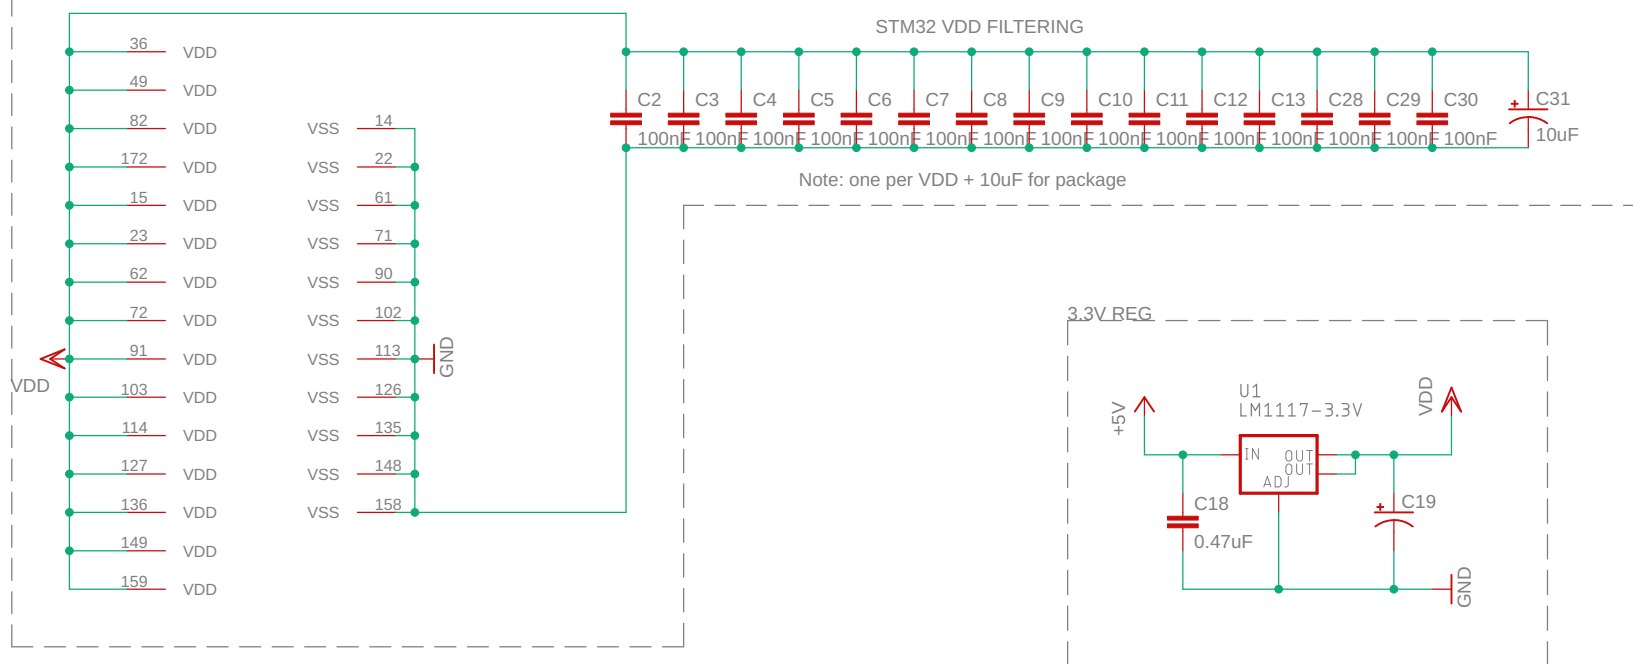 STM32 VDD FILTERING
36 VDD
49 VDD
82 VDD
172 VDD
15 VDD
23 VDD
62 VDD
72 VDD
91 VDD
103 VDD
114 VDD
127 VDD
136 VDD
149 VDD
159 VDD
VDD
VSS 14
VSS 22
VSS 61
VSS 71
VSS 90
VSS 102
VSS 113
VSS 126
VSS 135
VSS 148
VSS 158
GND
C2 C3 C4 C5 C6 C7 C8 C9 C10 C11 C12 C13 C28 C29 C30 C31
100nF 100nF 100nF 100nF 100nF 100nF 100nF 100nF 100nF 100nF 100nF 100nF 100nF 100nF 100nF 10uF
Note: one per VDD + 10uF for package
3.3V REG
U1
LM1117-3.3V
+5V
VDD
IN OUT
OUT
ADJ
C18
0.47uF
C19
GND